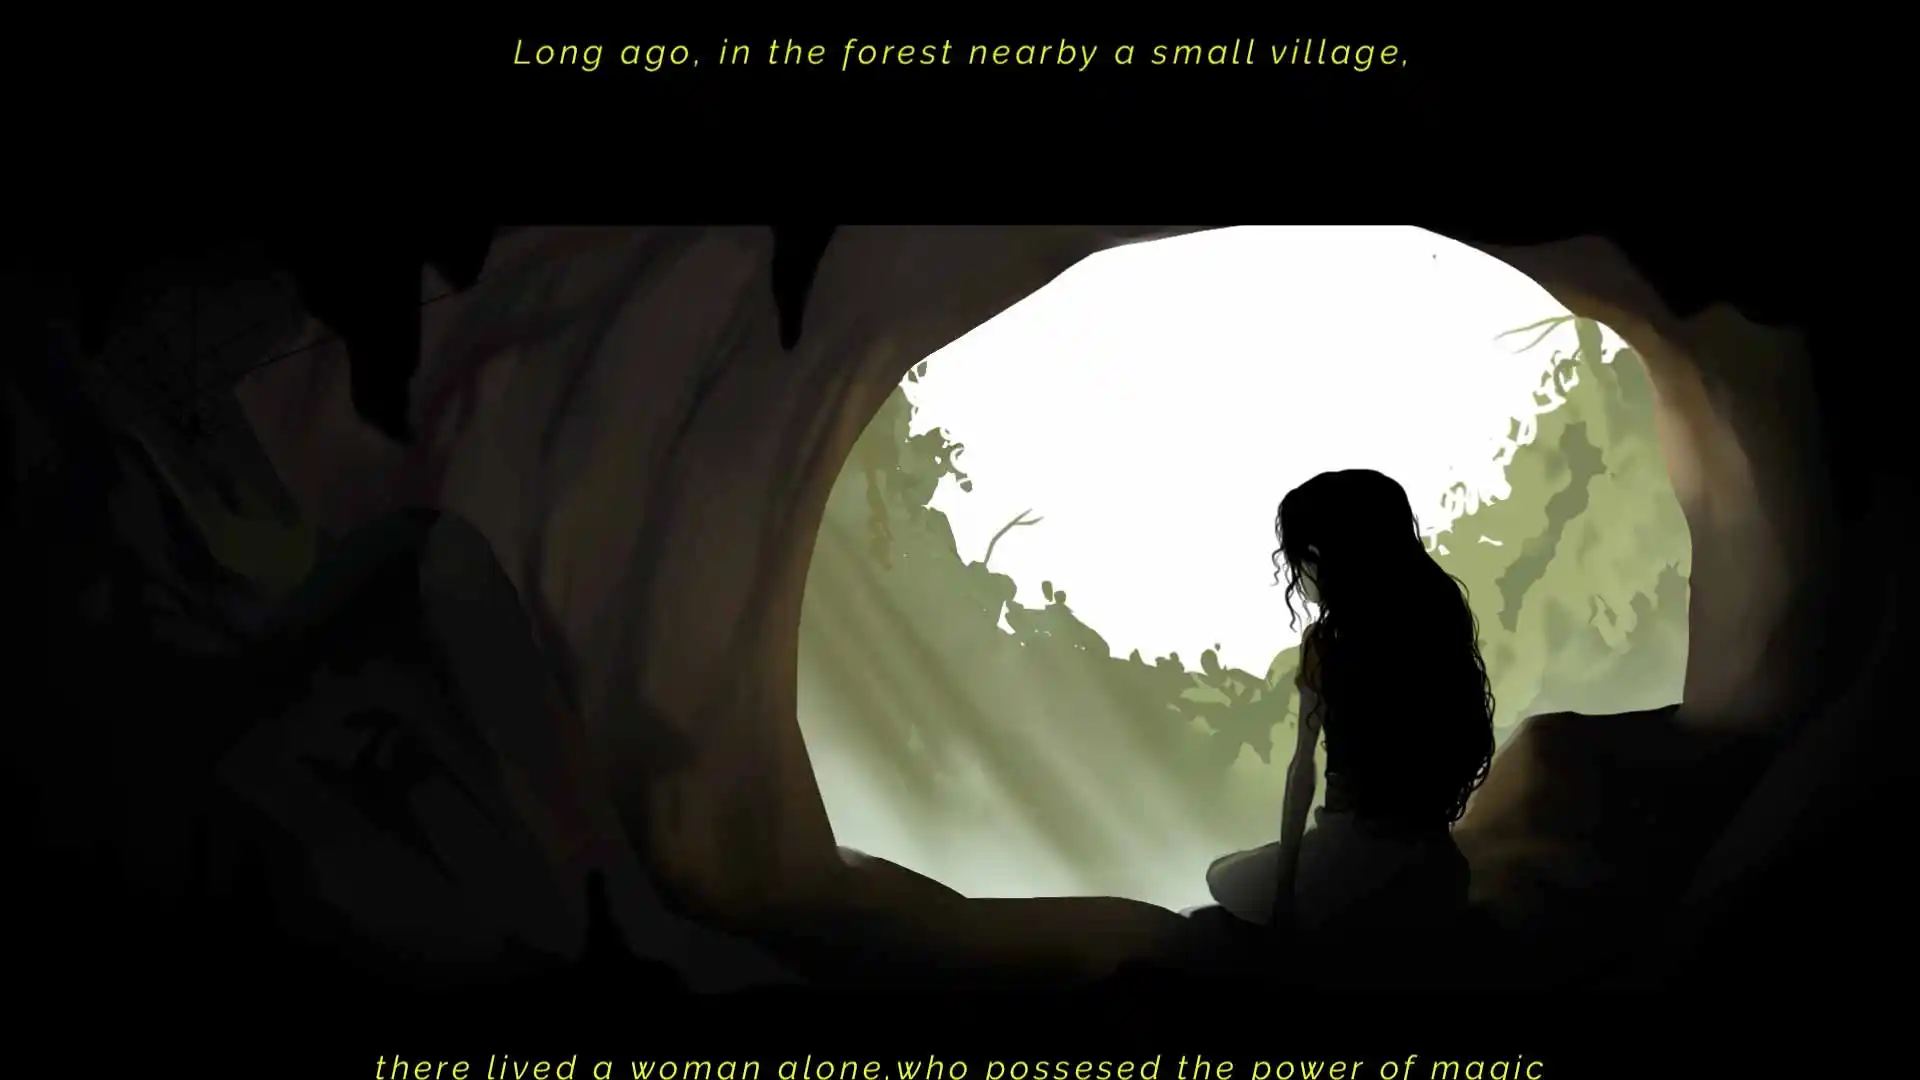 Long ago, in the forest nearby a small village,
there lived a woman alone,who possesed the power of magic